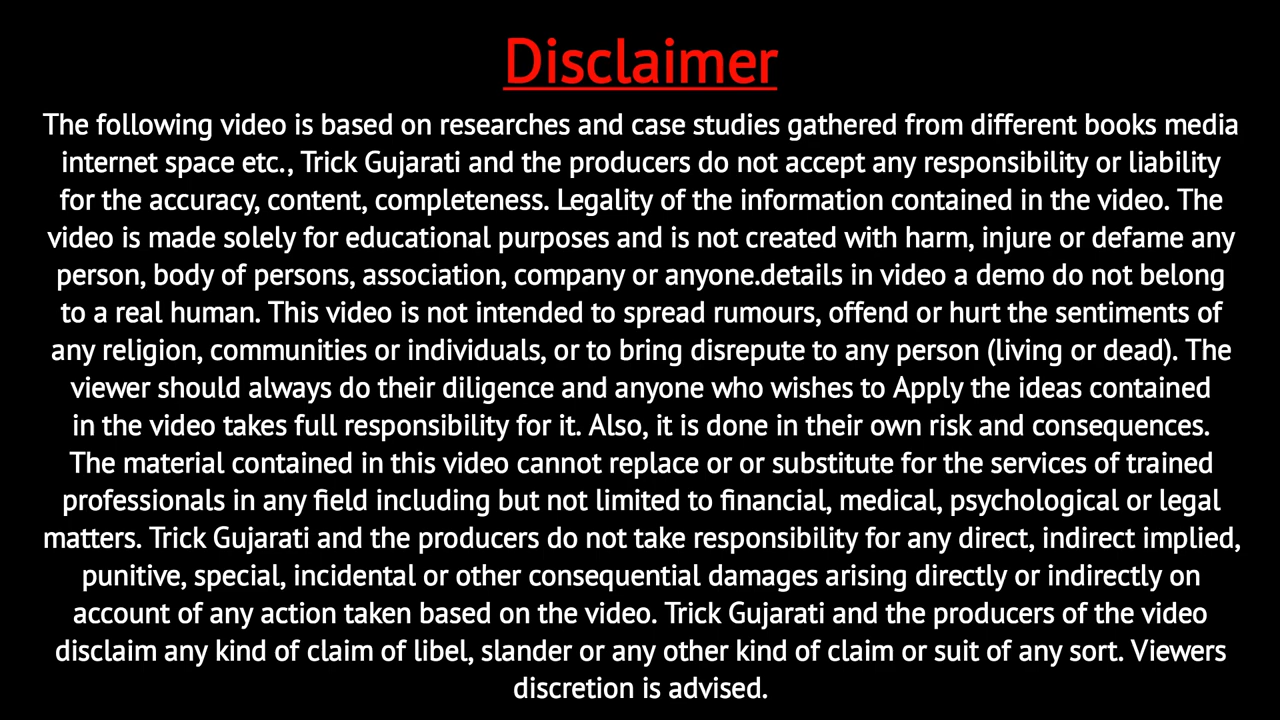 Disclaimer
The following video is based on researches and case studies gathered from different books media
internet space etc., Trick Gujarati and the producers do not accept any responsibility or liability
for the accuracy, content, completeness. Legality of the information contained in the video. The
video is made solely for educational purposes and is not created with harm, injure or defame any
person, body of persons, association, company or anyone.details in video a demo do not belong
to a real human. This video is not intended to spread rumours, offend or hurt the sentiments of
any religion, communities or individuals, or to bring disrepute to any person (living or dead). The
viewer should always do their diligence and anyone who wishes to Apply the ideas contained
in the video takes full responsibility for it. Also, it is done in their own risk and consequences.
The material contained in this video cannot replace or or substitute for the services of trained
professionals in any field including but not limited to financial, medical, psychological or legal
matters. Trick Gujarati and the producers do not take responsibility for any direct, indirect implied,
punitive, special, incidental or other consequential damages arising directly or indirectly on
account of any action taken based on the video. Trick Gujarati and the producers of the video
disclaim any kind of claim of libel, slander or any other kind of claim or suit of any sort. Viewers
discretion is advised.